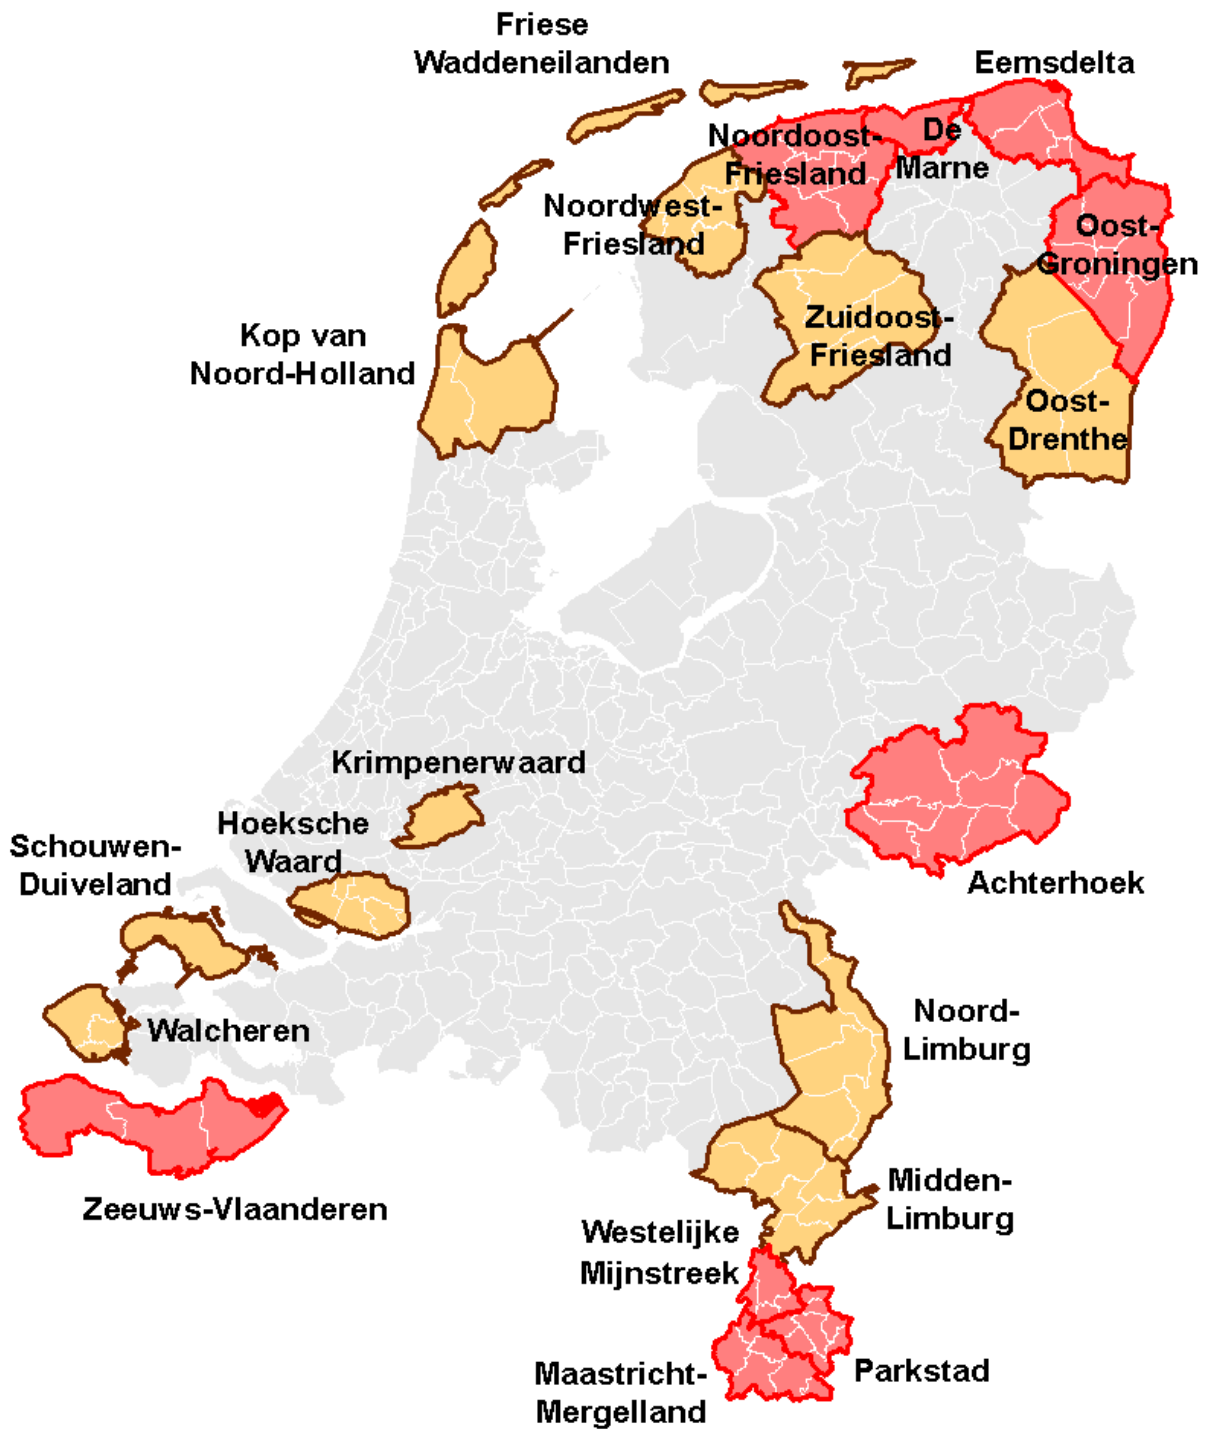 Friese
Waddeneilanden
Eemsdelta
Noordoost-
Friesland
De
Marne
Noordwest-
Friesland
Oost-
Groningen
Kop van
Noord-Holland
Zuidoost-
Friesland
Oost-
Drenthe
Krimpenerwaard
Hoeksche
Waard
Schouwen-
Duiveland
Achterhoek
Walcheren
Noord-
Limburg
Zeeuws-Vlaanderen
Midden-
Limburg
Westelijke
Mijnstreek
Maastricht-
Mergelland
Parkstad